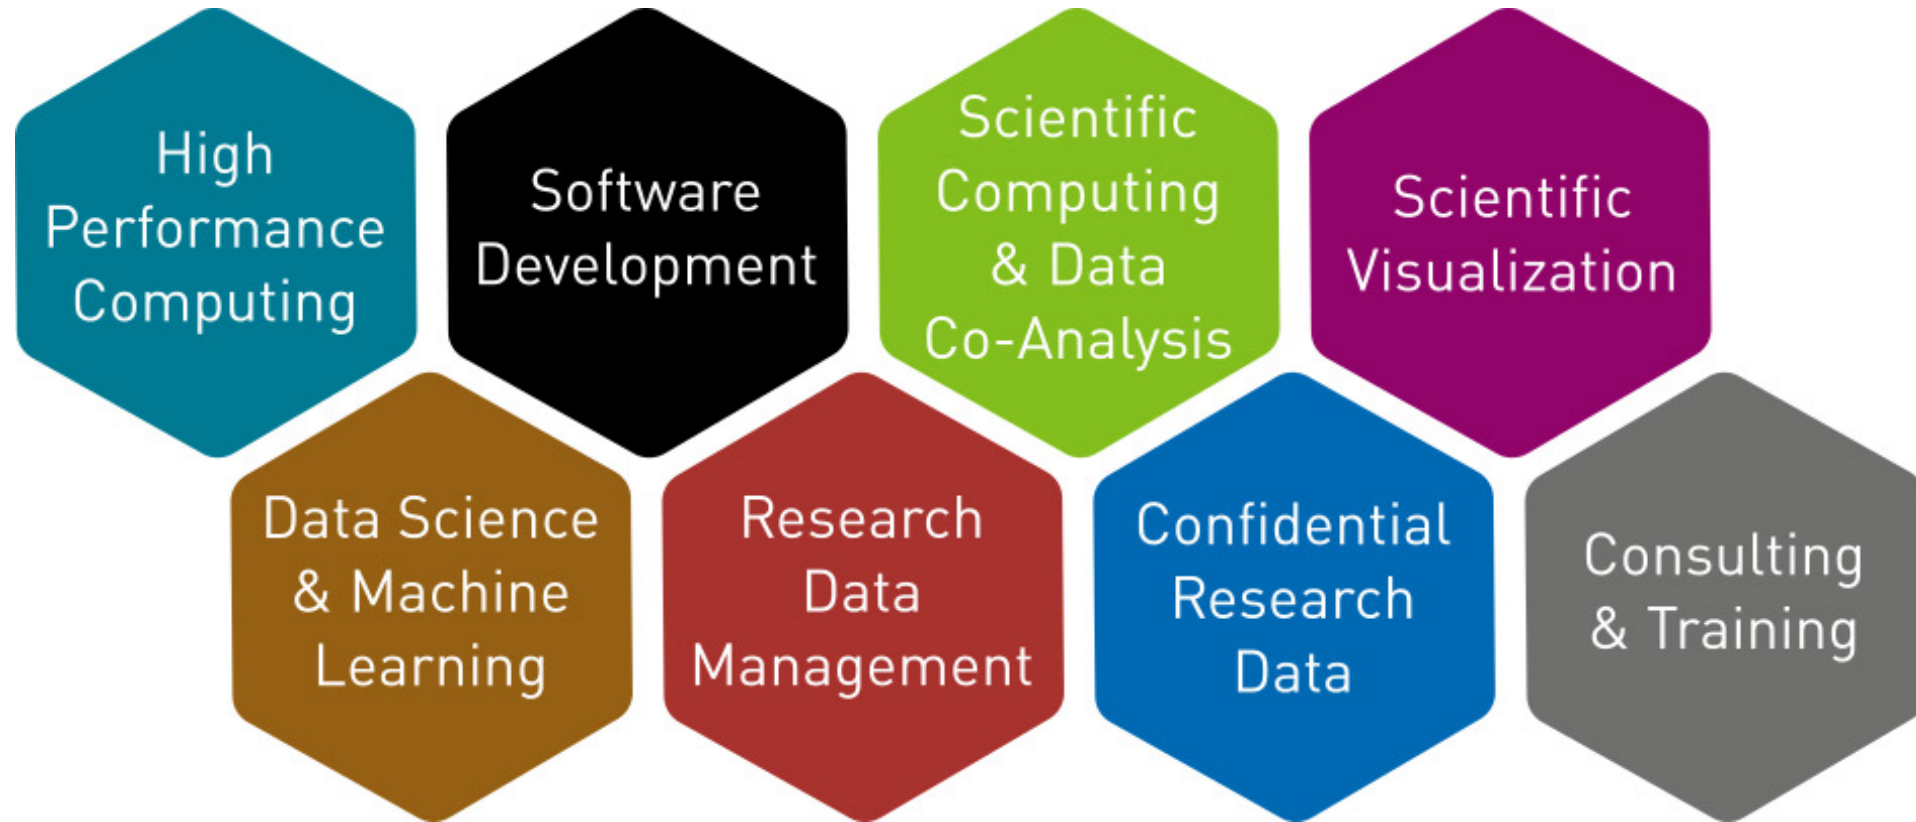 High
Performance
Computing
Software
Development
Scientific
Computing
& Data
Co-Analysis
Scientific
Visualization
Data Science
& Machine
Learning
Research
Data
Management
Confidential
Research
Data
Consulting
& Training